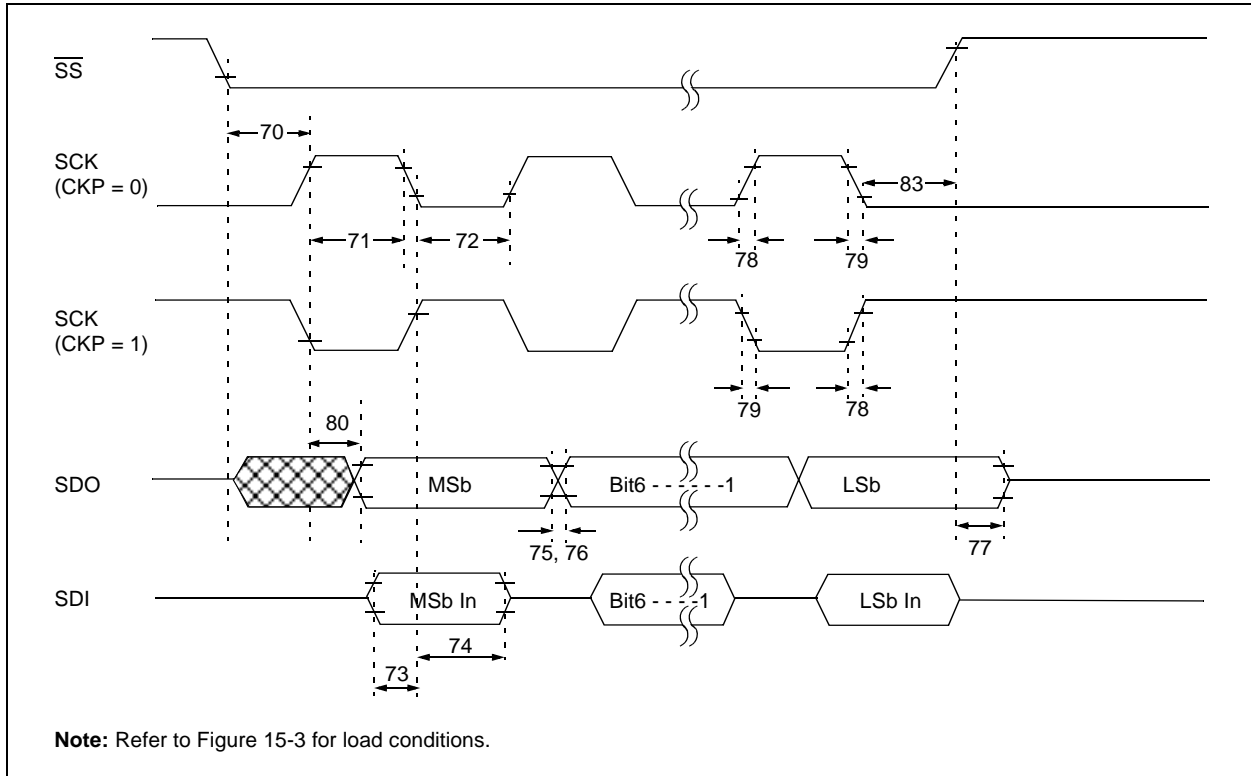 SS
70
SCK
(CKP = 0)
83
71
72
78
79
SCK
(CKP = 1)
79
78
80
SDO
MSb
Bit6 - - - - - -1
LSb
75, 76
77
SDI
MSb In
Bit6 - - - -1
LSb In
74
73
Note: Refer to Figure 15-3 for load conditions.